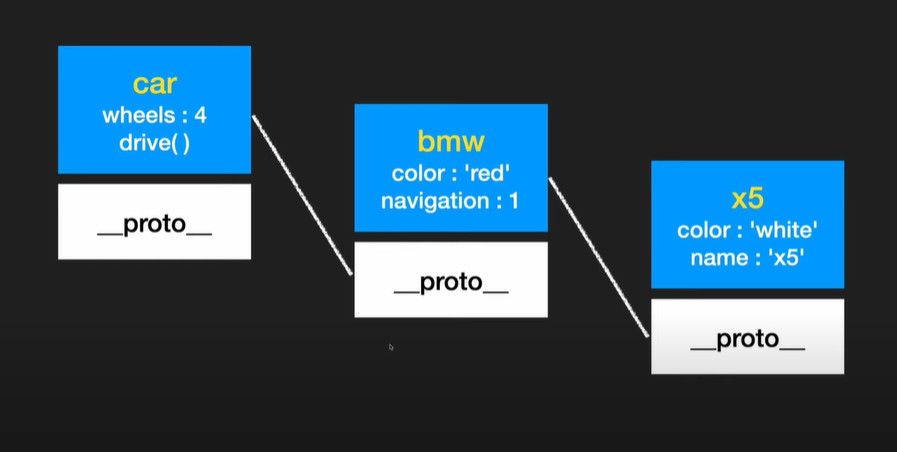 car
wheels : 4
drive( )
__proto__
bmw
color : 'red'
navigation : 1
__proto__
x5
color : 'white'
name : 'x5'
__proto__